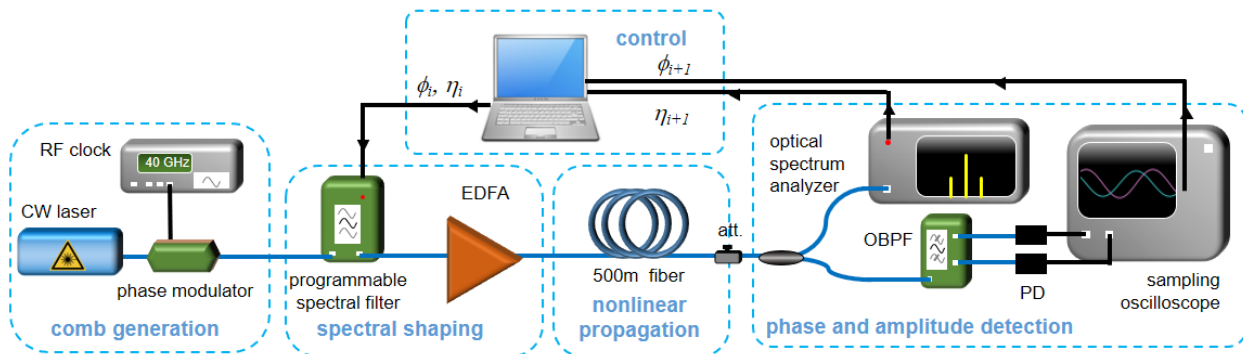 control
ϕi, ηi
ϕi+1
ηi+1
RF clock
40 GHz
CW laser
phase modulator
comb generation
EDFA
programmable
spectral filter
spectral shaping
500m fiber
nonlinear
propagation
att.
optical
spectrum
analyzer
OBPF
PD
sampling
oscilloscope
phase and amplitude detection